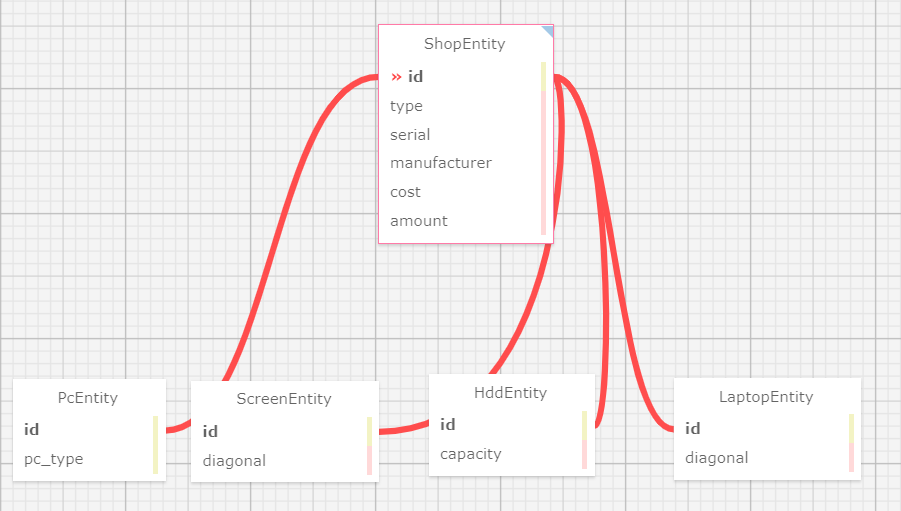 ShopEntity
» id
type
serial
manufacturer
cost
amount
PcEntity
id
pc_type
ScreenEntity
id
diagonal
HddEntity
id
capacity
LaptopEntity
id
diagonal